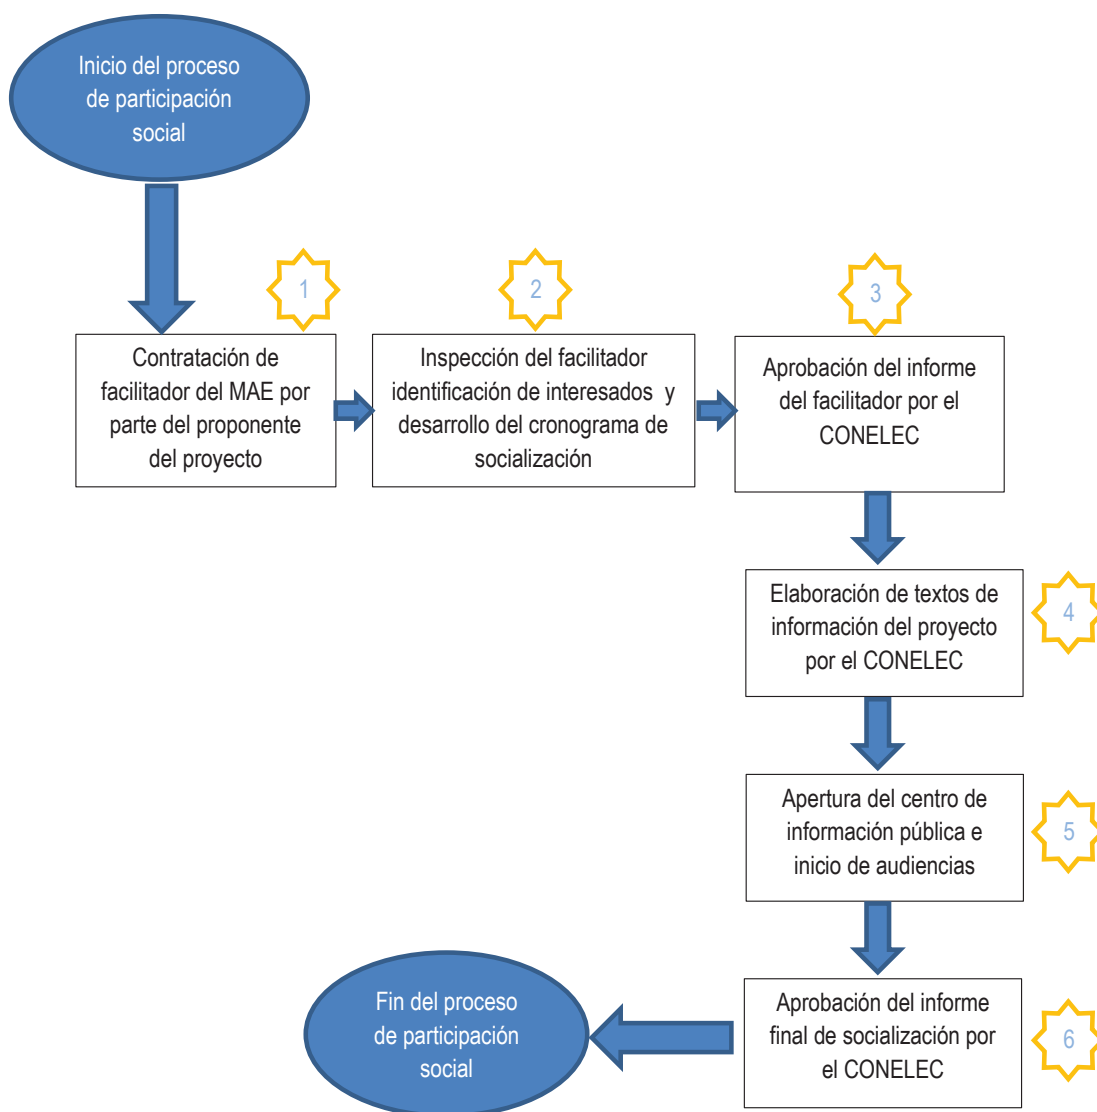 Inicio del proceso
de participación
social
1
Contratación de
facilitador del MAE por
parte del proponente
del proyecto
2
Inspección del facilitador
identificación de interesados y
desarrollo del cronograma de
socialización
3
Aprobación del informe
del facilitador por el
CONELEC
4
Elaboración de textos de
información del proyecto
por el CONELEC
5
Apertura del centro de
información pública e
inicio de audiencias
6
Aprobación del informe
final de socialización por
el CONELEC
Fin del proceso
de participación
social